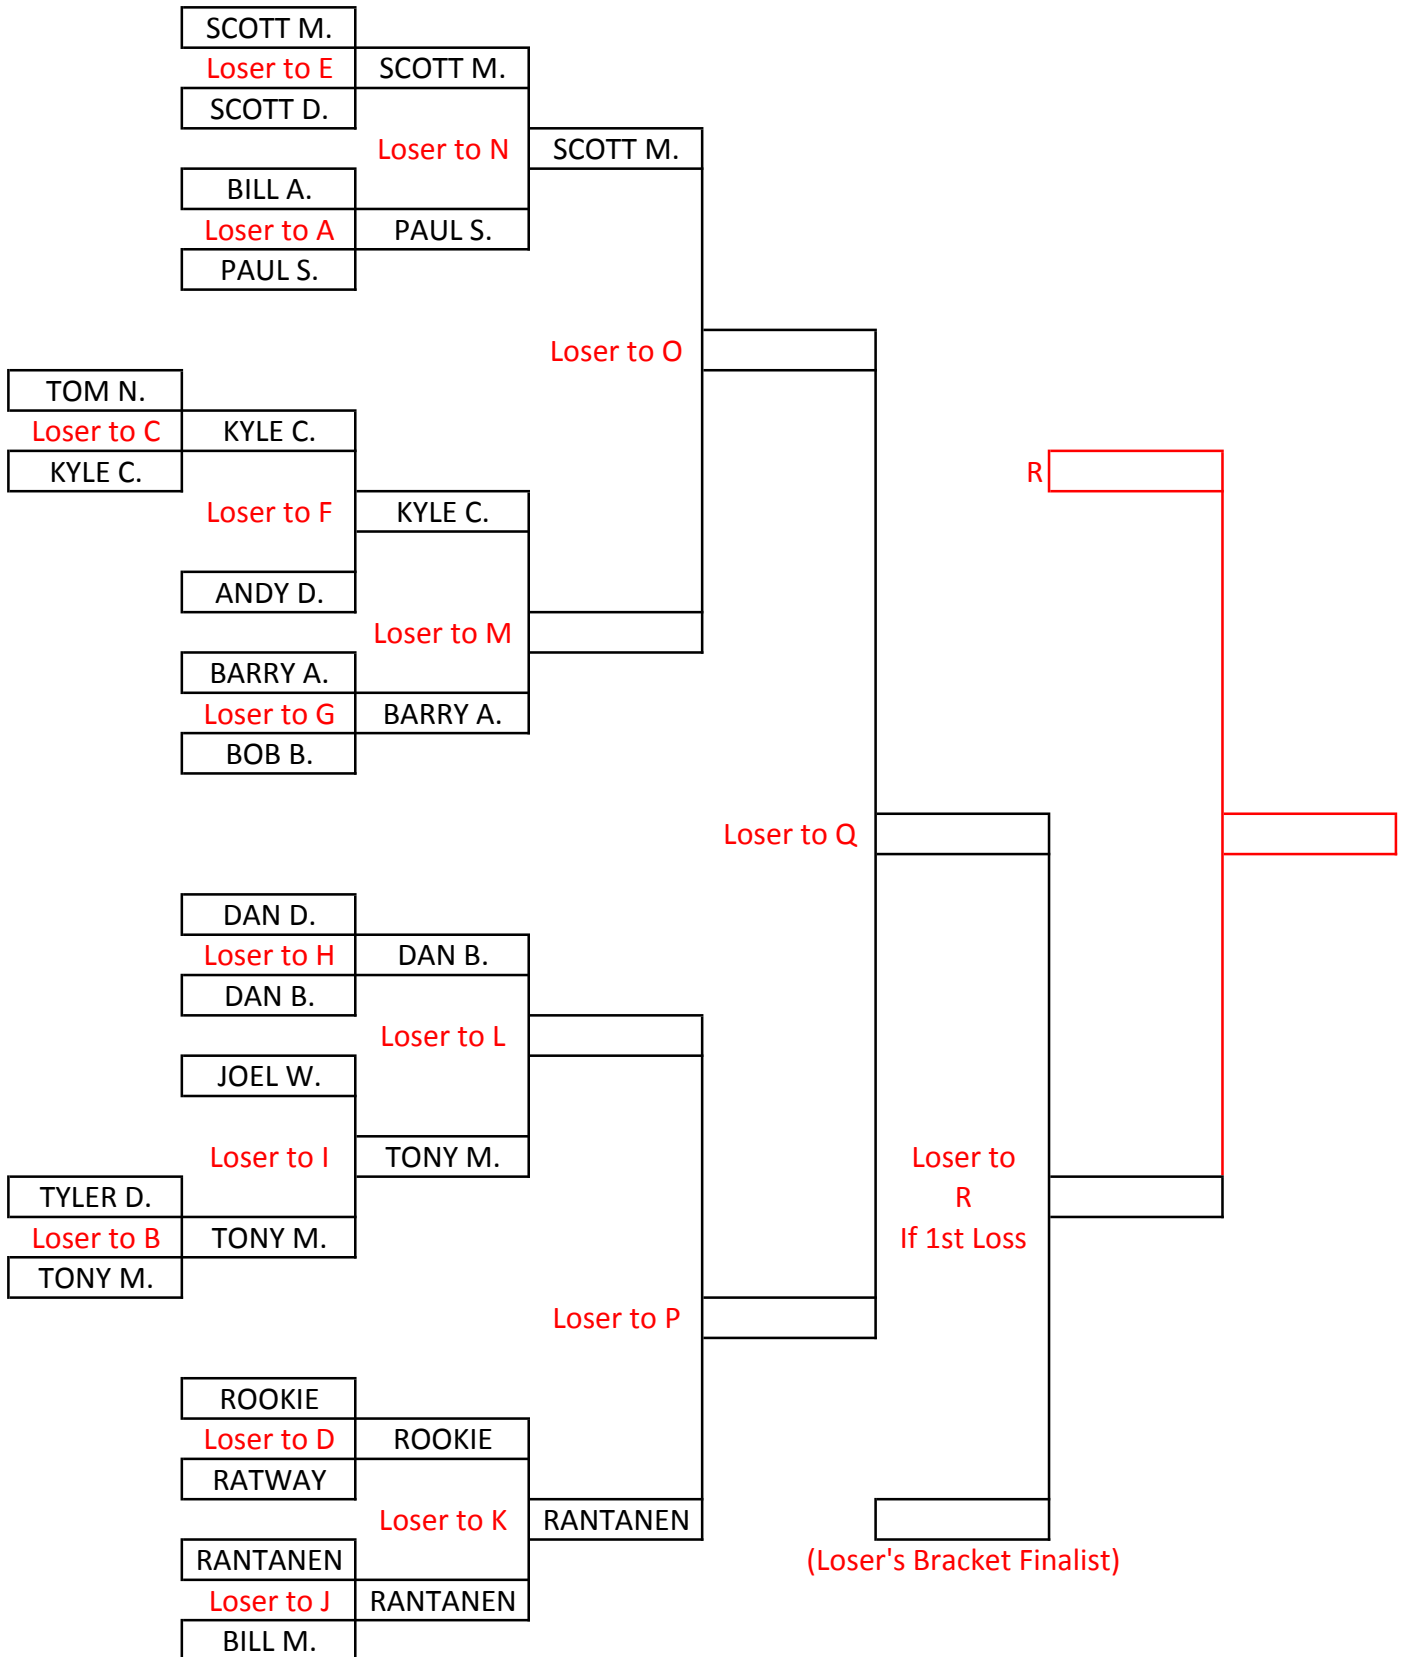 SCOTT M.
Loser to E
SCOTT M.
SCOTT D.
Loser to N
SCOTT M.
BILL A.
Loser to A
PAUL S.
PAUL S.
Loser to O
TOM N.
Loser to C
KYLE C.
KYLE C.
R
Loser to F
KYLE C.
ANDY D.
Loser to M
BARRY A.
Loser to G
BARRY A.
BOB B.
Loser to Q
DAN D.
Loser to H
DAN B.
DAN B.
Loser to L
JOEL W.
Loser to I
TONY M.
Loser to
R
If 1st Loss
TYLER D.
Loser to B
TONY M.
TONY M.
Loser to P
ROOKIE
Loser to D
ROOKIE
RATWAY
Loser to K
RANTANEN
RANTANEN
(Loser's Bracket Finalist)
Loser to J
RANTANEN
BILL M.